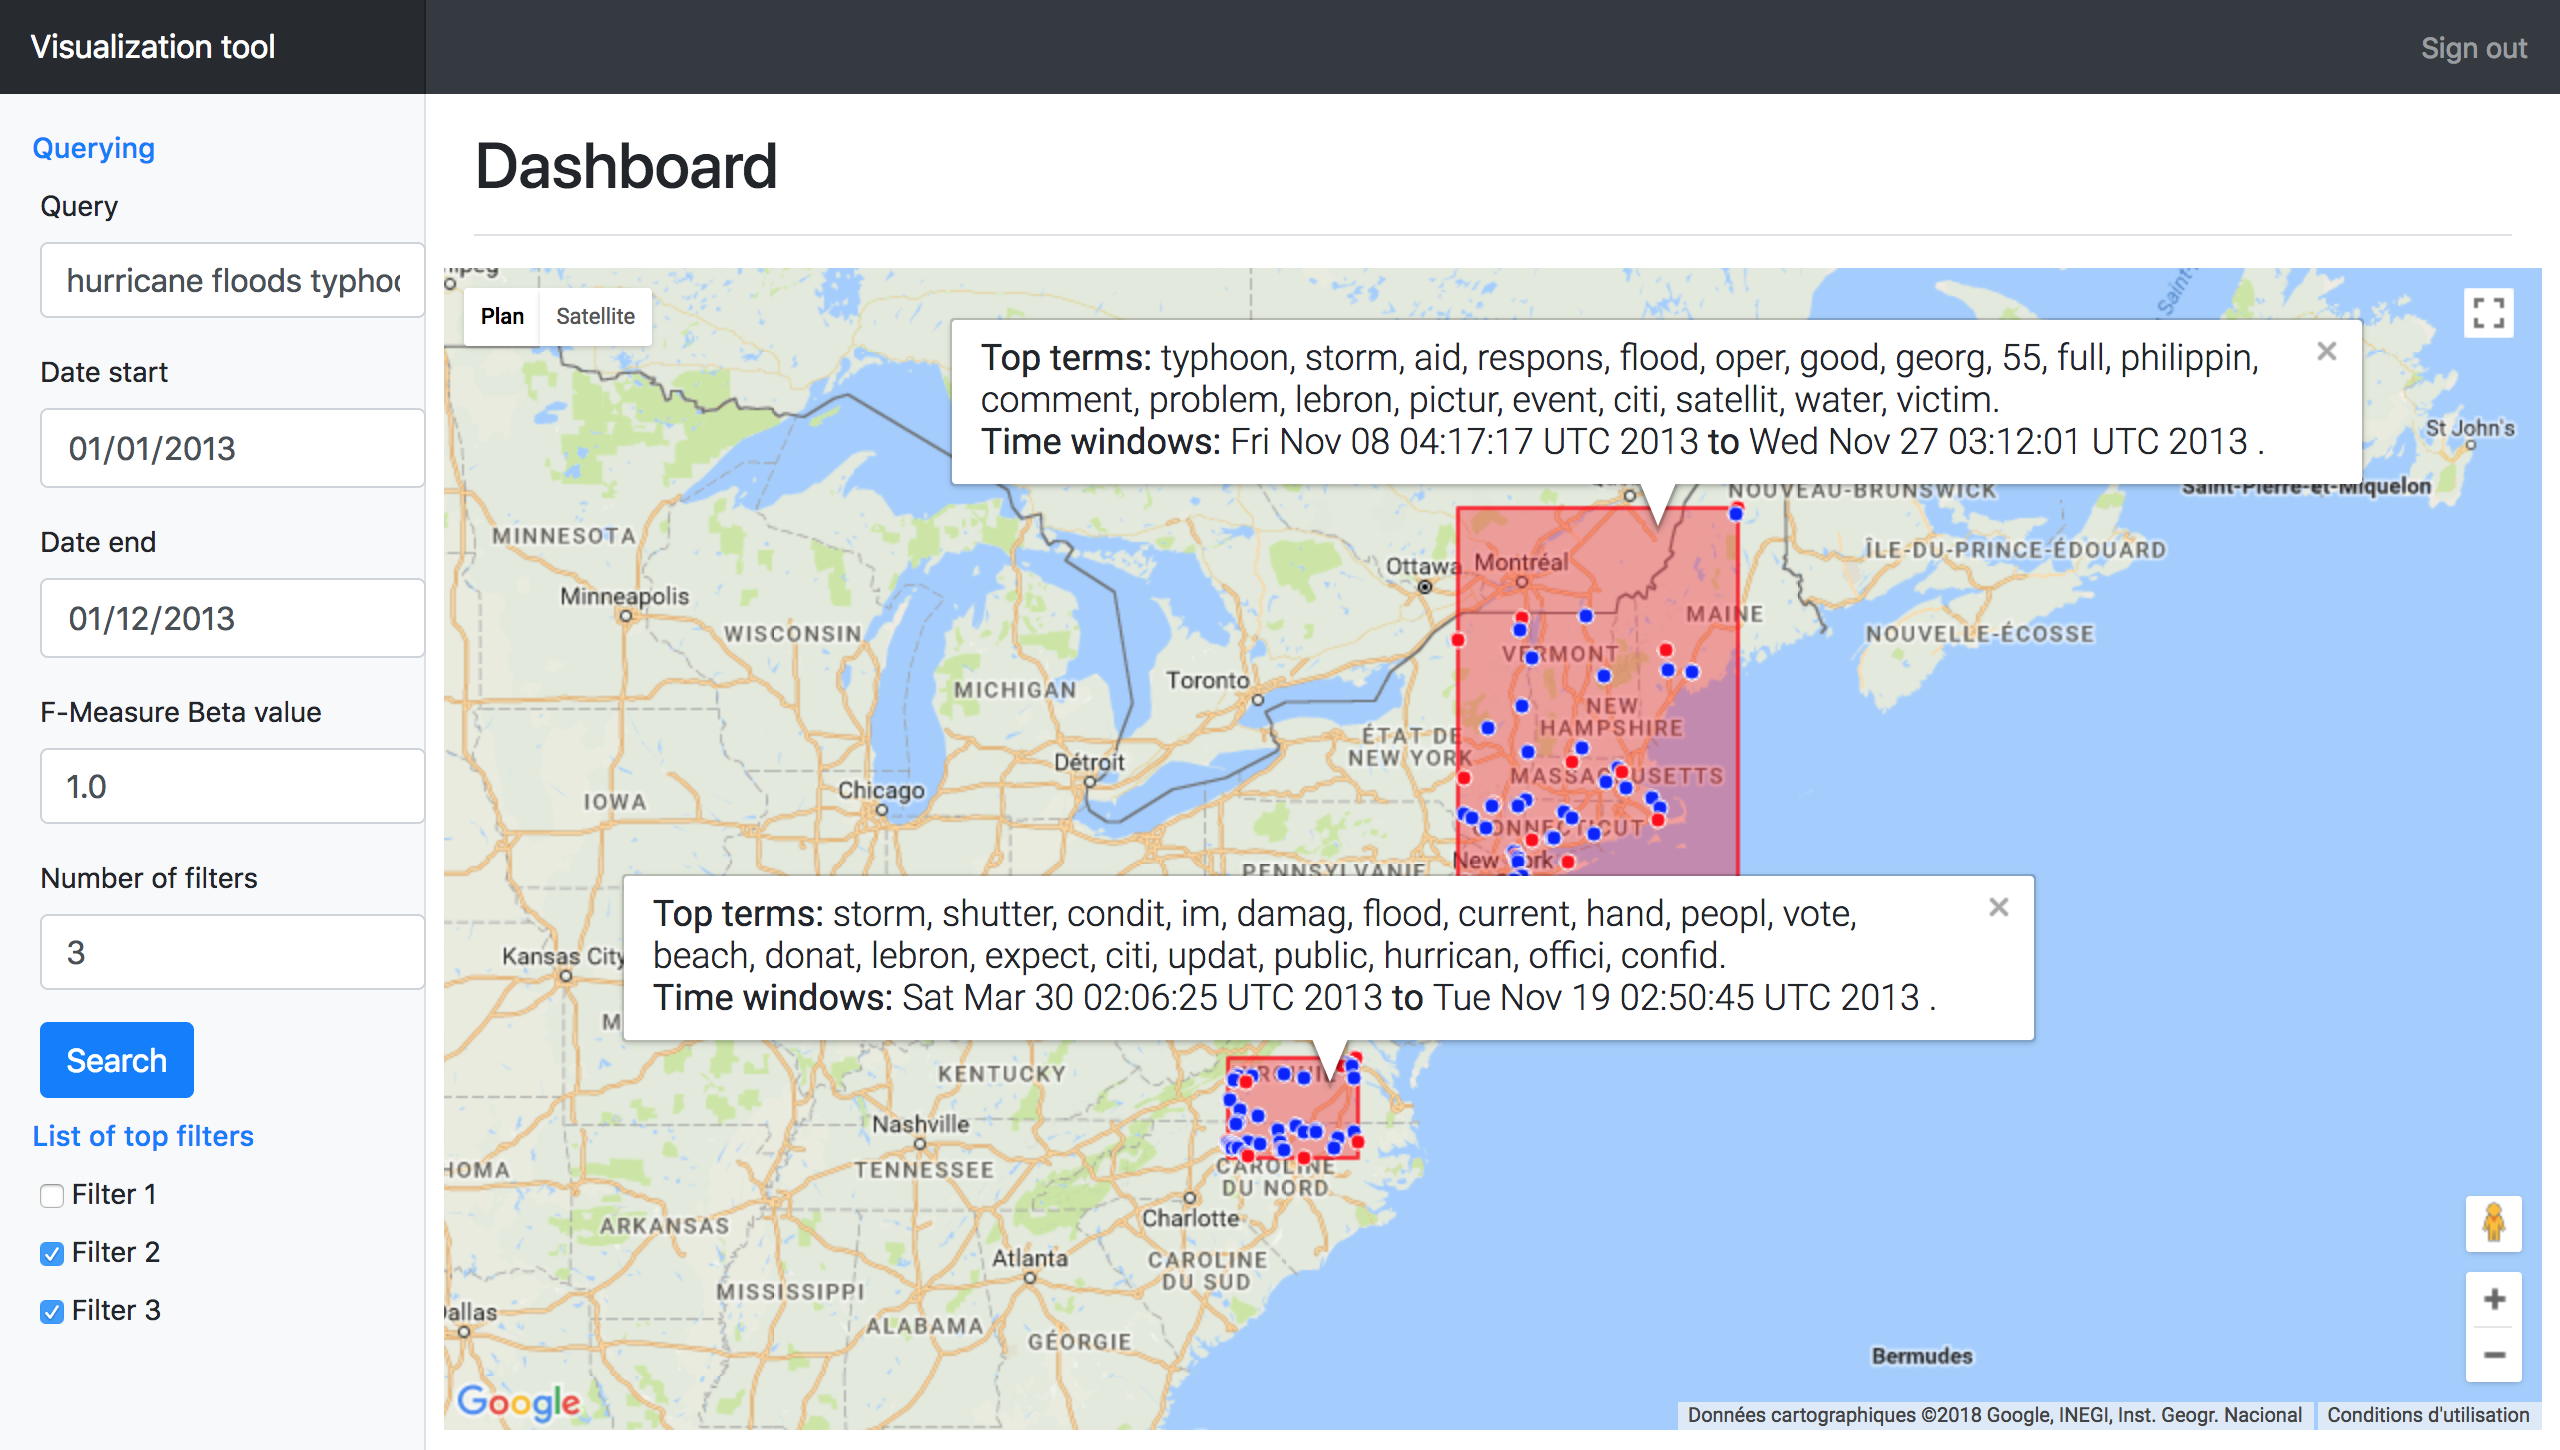 Visualization tool
Sign out
Querying
Query
hurricane floods typho
Date start
01/01/2013
Date end
01/12/2013
F-Measure Beta value
1.0
Number of filters
3
Search
List of top filters
Filter 1
Filter 2
Filter 3
Dashboard
Plan
Satellite
Top terms: typhoon, storm, aid, respons, flood, oper, good, georg, 55, full, philippin,
comment, problem, lebron, pictur, event, citi, satellit, water, victim.
Time windows: Fri Nov 08 04:17:17 UTC 2013 to Wed Nov 27 03:12:01 UTC 2013 .
St John's
Saint-Pierre-et-Miquelon
NOUVEAU-BRUNSWICK
MINNESOTA
ÎLE-DU-PRINCE-ÉDOUARD
Ottawa
Montréal
Minneapolis
MAINE
WISCONSIN
NOUVELLE-ÉCOSSE
VERMONT
MICHIGAN
Toronto
NEW
HAMPSHIRE
ÉTAT DE
NEW YORK
Détroit
MASSACHUSETTS
Chicago
IOWA
CONNECTICUT
New York
PENNSYLVANIE
Top terms: storm, shutter, condit, im, damag, flood, current, hand, peopl, vote,
beach, donat, lebron, expect, citi, updat, public, hurrican, offici, confid.
Time windows: Sat Mar 30 02:06:25 UTC 2013 to Tue Nov 19 02:50:45 UTC 2013 .
Kansas City
KENTUCKY
VIRGINIE
Nashville
TENNESSEE
HOMA
CAROLINE
DU NORD
Charlotte
ARKANSAS
Atlanta
CAROLINE
DU SUD
MISSISSIPPI
allas
ALABAMA
GÉORGIE
Bermudes
Google
Données cartographiques ©2018 Google, INEGI, Inst. Geogr. Nacional
Conditions d'utilisation